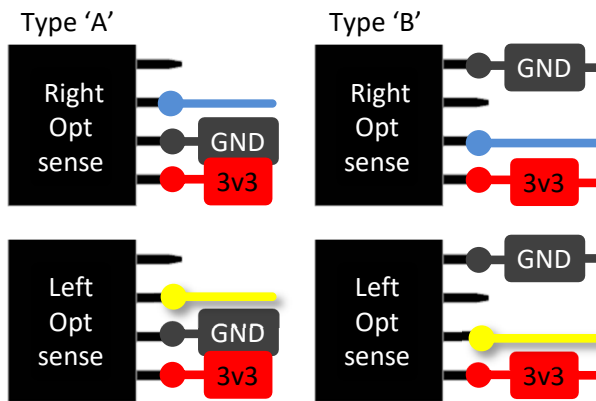 Type ‘A’
Type ‘B’
Right
Opt
sense
GND
3v3
Right
Opt
sense
GND
3v3
Left
Opt
sense
GND
3v3
Left
Opt
sense
GND
3v3